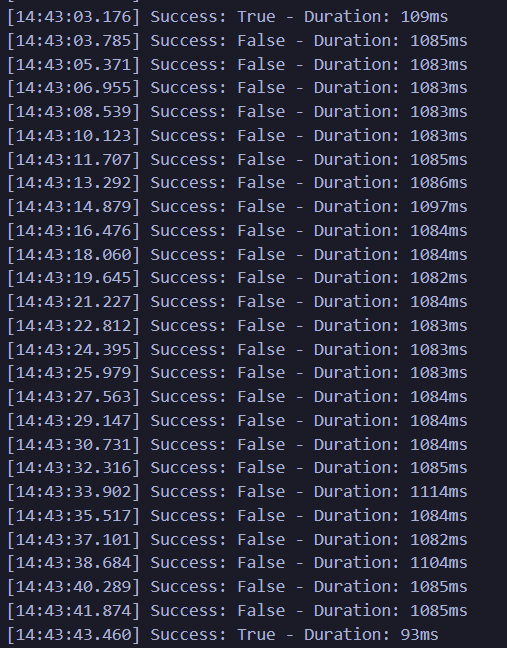 [14:43:03.176] Success: True - Duration: 109ms
[14:43:03.785] Success: False - Duration: 1085ms
[14:43:05.371] Success: False - Duration: 1083ms
[14:43:06.955] Success: False - Duration: 1083ms
[14:43:08.539] Success: False - Duration: 1083ms
[14:43:10.123] Success: False - Duration: 1083ms
[14:43:11.707] Success: False - Duration: 1085ms
[14:43:13.292] Success: False - Duration: 1086ms
[14:43:14.879] Success: False - Duration: 1097ms
[14:43:16.476] Success: False - Duration: 1084ms
[14:43:18.060] Success: False - Duration: 1084ms
[14:43:19.645] Success: False - Duration: 1082ms
[14:43:21.227] Success: False - Duration: 1084ms
[14:43:22.812] Success: False - Duration: 1083ms
[14:43:24.395] Success: False - Duration: 1083ms
[14:43:25.979] Success: False - Duration: 1083ms
[14:43:27.563] Success: False - Duration: 1084ms
[14:43:29.147] Success: False - Duration: 1084ms
[14:43:30.731] Success: False - Duration: 1084ms
[14:43:32.316] Success: False - Duration: 1085ms
[14:43:33.902] Success: False - Duration: 1114ms
[14:43:35.517] Success: False - Duration: 1084ms
[14:43:37.101] Success: False - Duration: 1082ms
[14:43:38.684] Success: False - Duration: 1104ms
[14:43:40.289] Success: False - Duration: 1085ms
[14:43:41.874] Success: False - Duration: 1085ms
[14:43:43.460] Success: True - Duration: 93ms